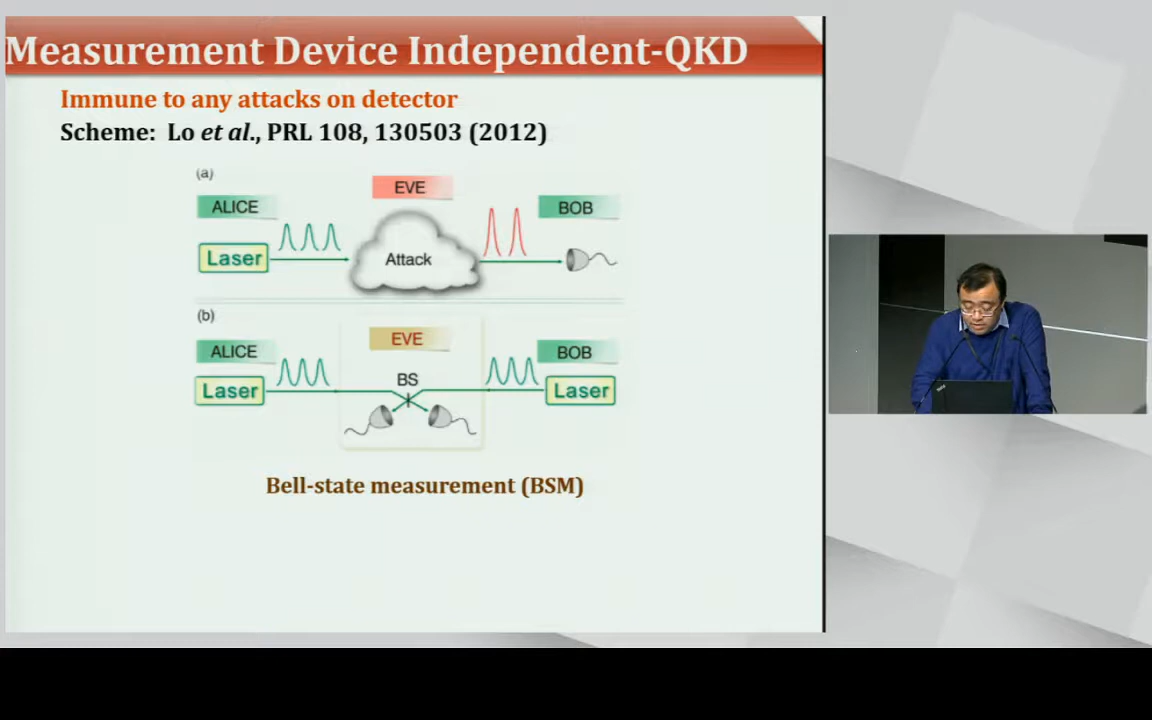 Measurement Device Independent-QKD
Immune to any attacks on detector
Scheme: Lo et al., PRL 108, 130503 (2012)
(a)
EVE
ALICE
BOB
Laser
Attack
(b)
EVE
ALICE
BOB
BS
Laser
Laser
Bell-state measurement (BSM)